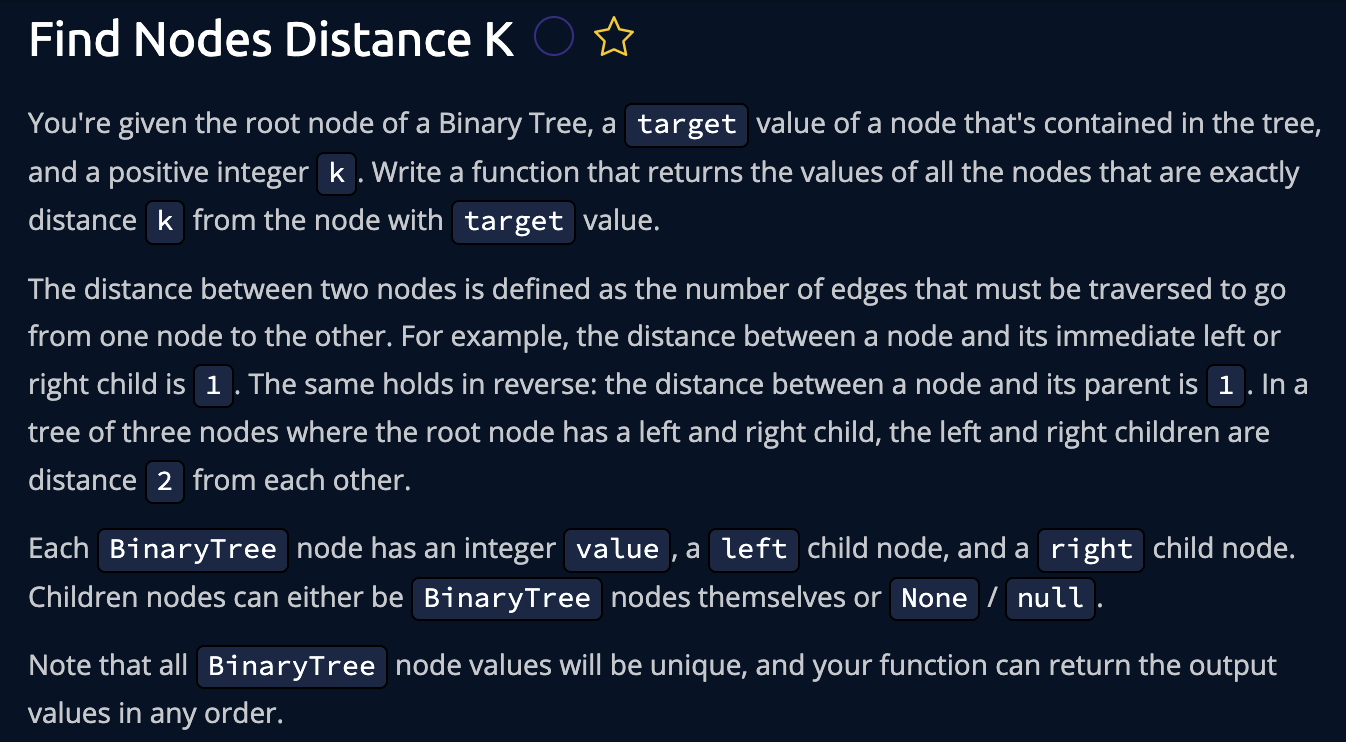 Find Nodes Distance K
You're given the root node of a Binary Tree, a target value of a node that's contained in the tree,
and a positive integer k. Write a function that returns the values of all the nodes that are exactly
distance k from the node with target value.
The distance between two nodes is defined as the number of edges that must be traversed to go
from one node to the other. For example, the distance between a node and its immediate left or
right child is 1. The same holds in reverse: the distance between a node and its parent is 1. In a
tree of three nodes where the root node has a left and right child, the left and right children are
distance 2 from each other.
Each BinaryTree node has an integer value, a left child node, and a right child node.
Children nodes can either be BinaryTree nodes themselves or None / null.
Note that all BinaryTree node values will be unique, and your function can return the output
values in any order.